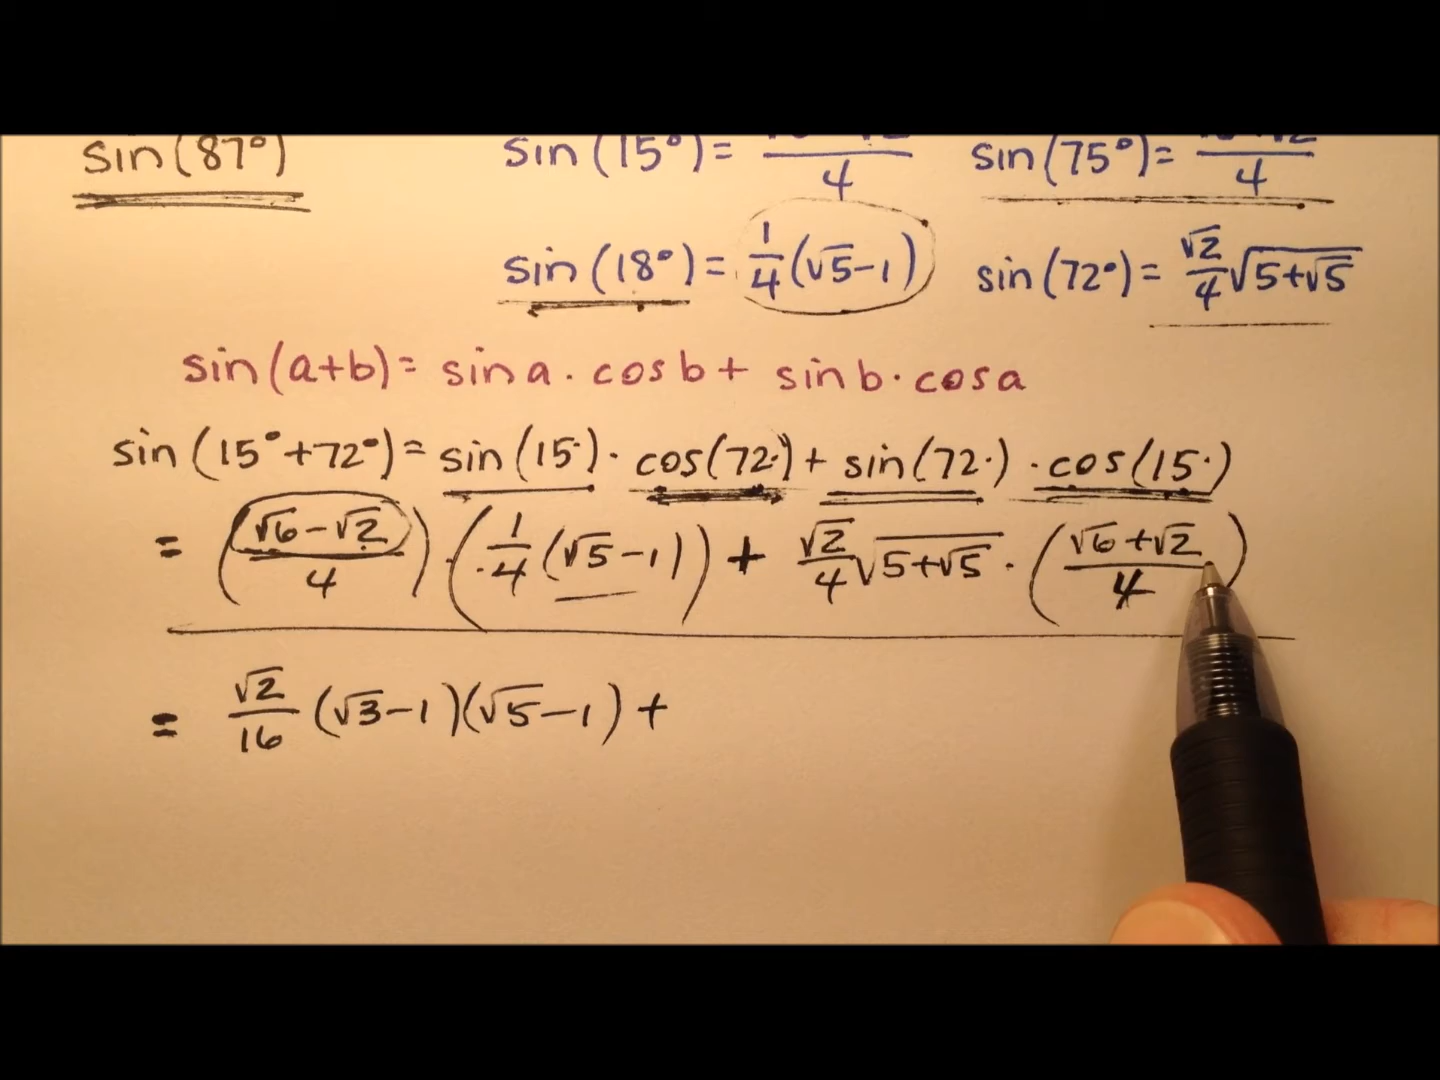 sin(87°) sin(15°)= /4 sin(75°)= /4
sin(18°)= 1/4(√5-1) sin(72°)= √2/4√(5+√5)
sin(a+b)= sin a · cos b + sin b · cos a
sin(15°+72°)= sin(15·) · cos(72·) + sin(72·) · cos(15·)
= ((√6-√2)/4) · (1/4(√5-1)) + √2/4√(5+√5) · ((√6+√2)/4)
= √2/16 (√3-1)(√5-1) +